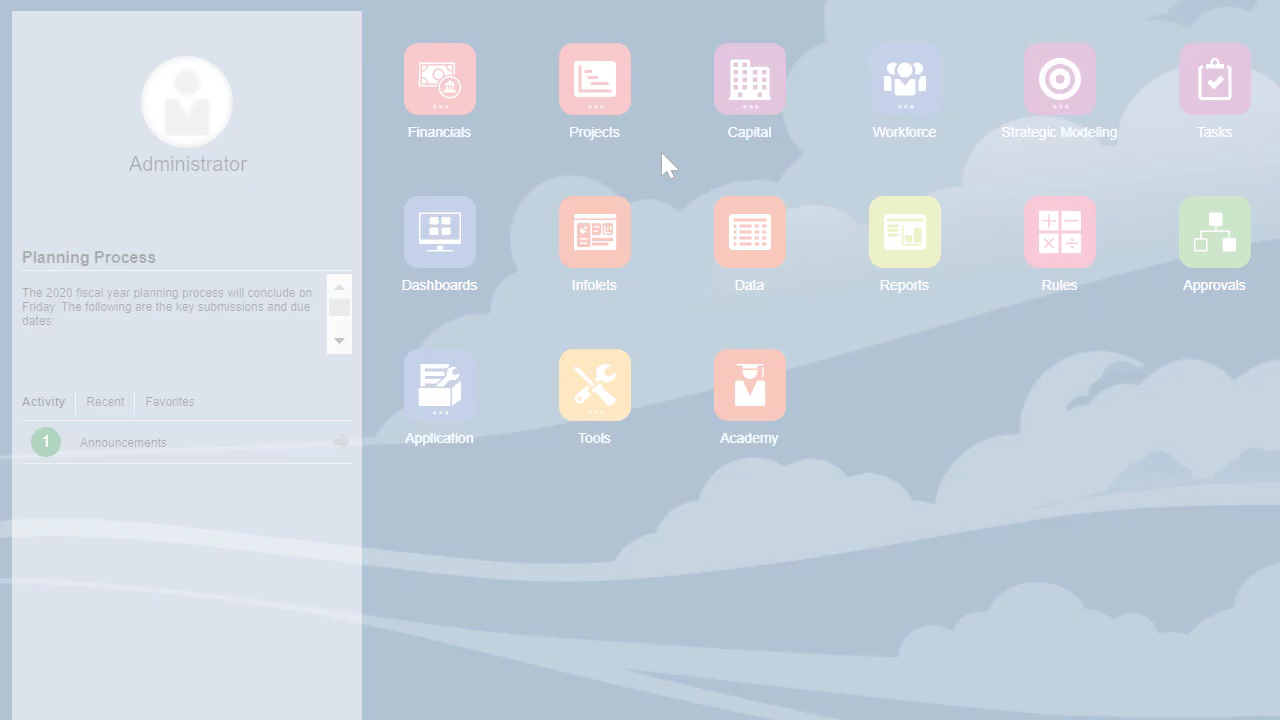 Administrator
Planning Process
The 2020 fiscal year planning process will conclude on
Friday. The following are the key submissions and due
dates:
Activity
Recent
Favorites
1
Announcements
Financials
Projects
Capital
Workforce
Strategic Modeling
Tasks
Dashboards
Infolets
Data
Reports
Rules
Approvals
Application
Tools
Academy